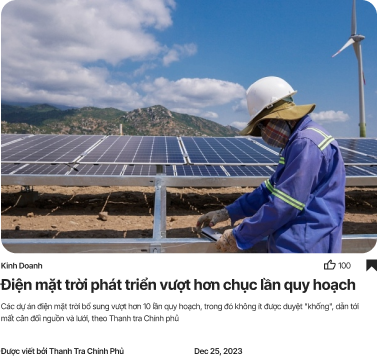 Kinh Doanh
100
Điện mặt trời phát triển vượt hơn chục lần quy hoạch
Các dự án điện mặt trời bổ sung vượt hơn 10 lần quy hoạch, trong đó không ít được duyệt "khống", dẫn tới
mất cân đối nguồn và lưới, theo Thanh tra Chính phủ
Được viết bởi Thanh Tra Chính Phủ
Dec 25, 2023